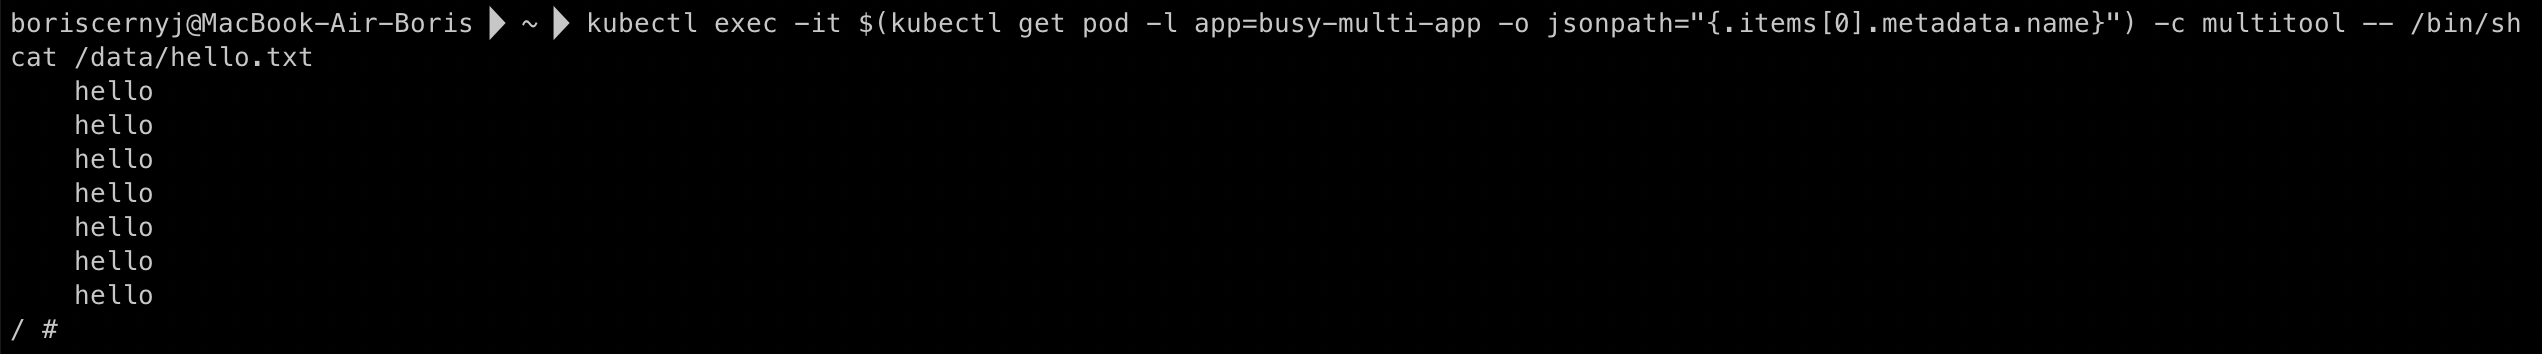 boriscernyj@MacBook-Air-Boris ~ kubectl exec -it $(kubectl get pod -l app=busy-multi-app -o jsonpath="{.items[0].metadata.name}") -c multitool -- /bin/sh
cat /data/hello.txt
    hello
    hello
    hello
    hello
    hello
    hello
    hello
/ #